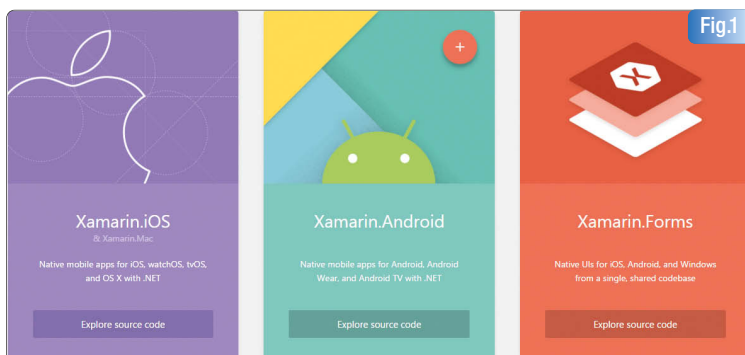 Fig.1
Xamarin.iOS
& Xamarin.Mac
Native mobile apps for iOS, watchOS, tvOS,
and OS X with .NET
Explore source code
Xamarin.Android
Native mobile apps for Android, Android
Wear, and Android TV with .NET
Explore source code
Xamarin.Forms
Native UIs for iOS, Android, and Windows
from a single, shared codebase
Explore source code